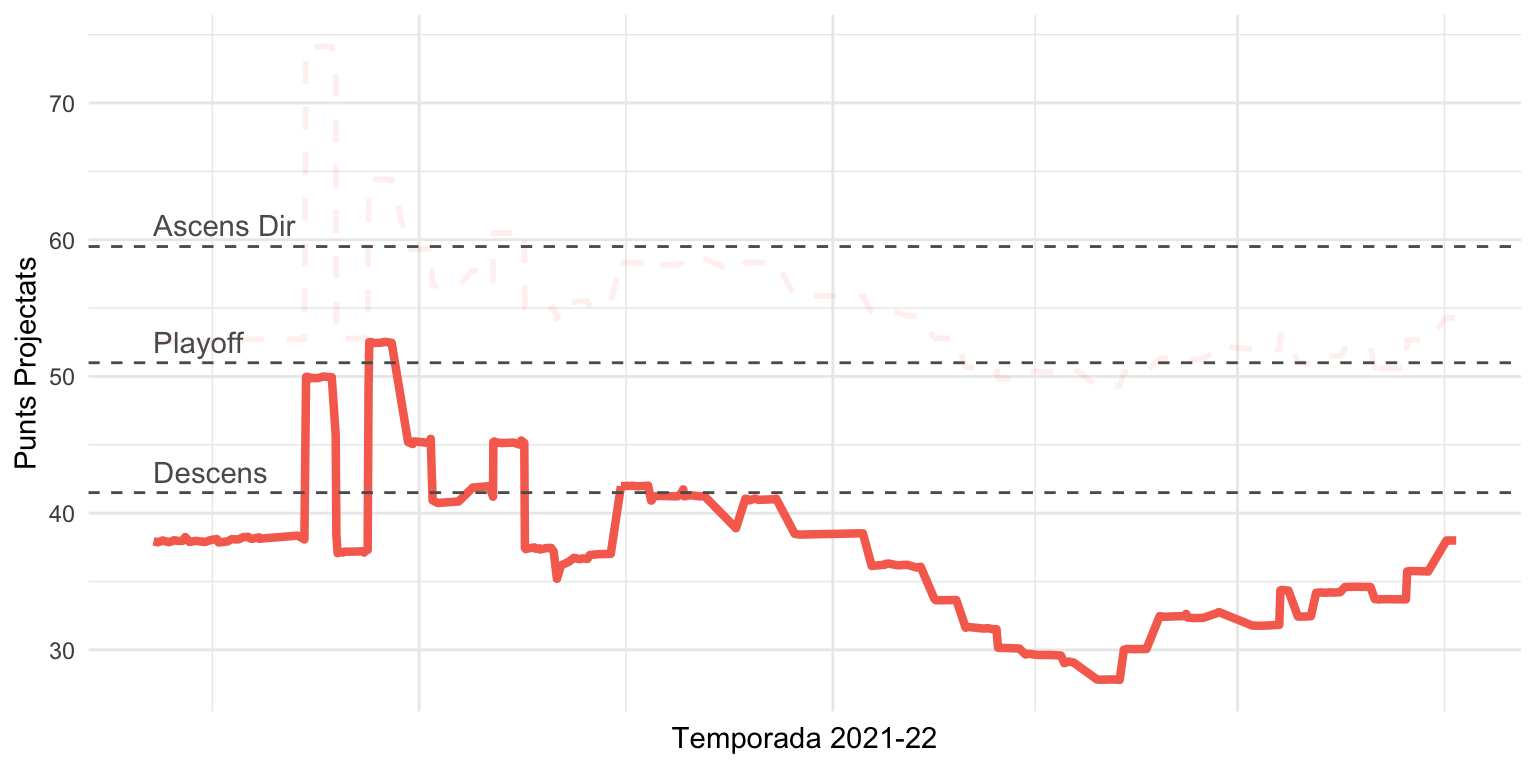 70
60
50
40
30
Punts Projectats
Ascens Dir
Playoff
Descens
Temporada 2021-22